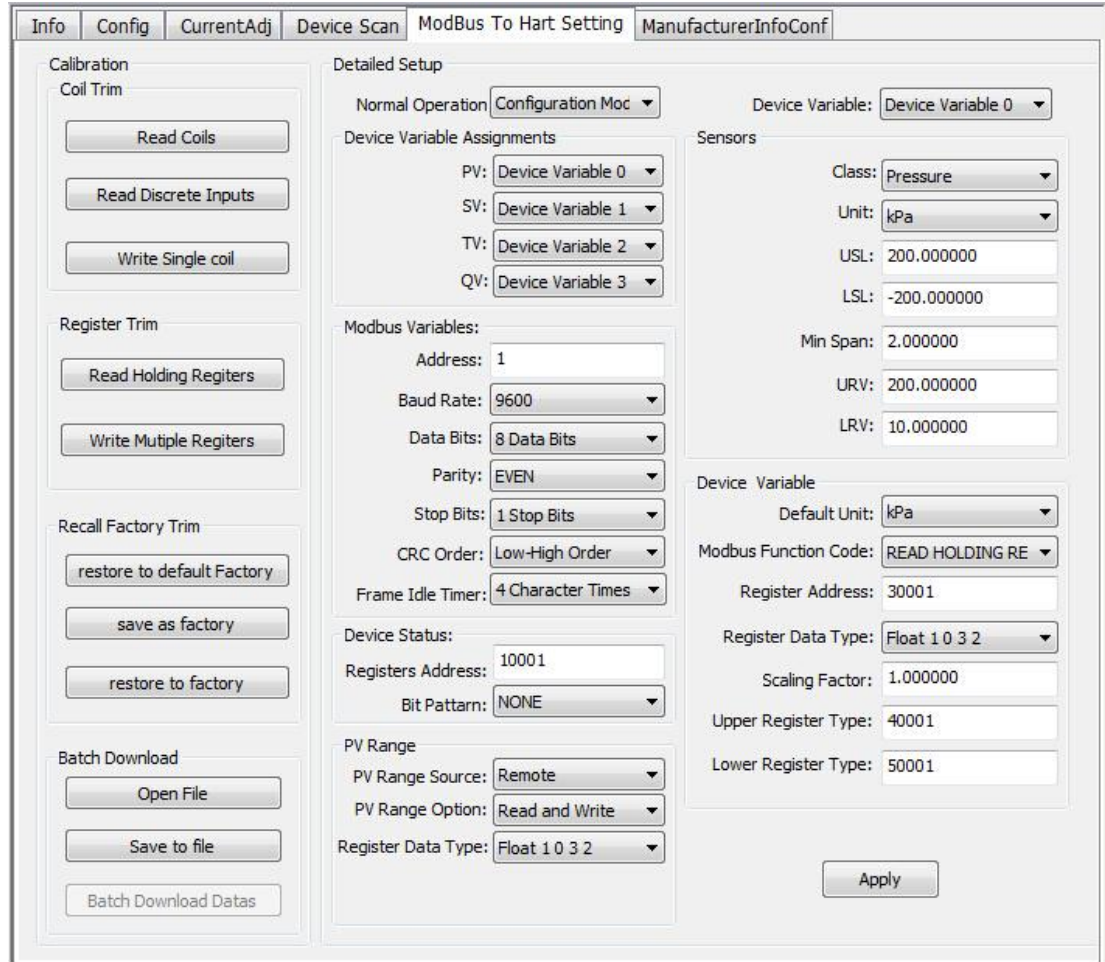 Info Config CurrentAdj Device Scan ModBus To Hart Setting ManufacturerInfoConf
Calibration
Coil Trim
Read Coils
Read Discrete Inputs
Write Single coil
Register Trim
Read Holding Regiters
Write Mutiple Regiters
Recall Factory Trim
restore to default Factory
save as factory
restore to factory
Batch Download
Open File
Save to file
Batch Download Datas
Detailed Setup
Normal Operation Configuration Mod
Device Variable Assignments
PV: Device Variable 0
SV: Device Variable 1
TV: Device Variable 2
QV: Device Variable 3
Modbus Variables:
Address: 1
Baud Rate: 9600
Data Bits: 8 Data Bits
Parity: EVEN
Stop Bits: 1 Stop Bits
CRC Order: Low-High Order
Frame Idle Timer: 4 Character Times
Device Status:
Registers Address: 10001
Bit Pattarn: NONE
PV Range
PV Range Source: Remote
PV Range Option: Read and Write
Register Data Type: Float 1 0 3 2
Device Variable: Device Variable 0
Sensors
Class: Pressure
Unit: kPa
USL: 200.000000
LSL: -200.000000
Min Span: 2.000000
URV: 200.000000
LRV: 10.000000
Device Variable
Default Unit: kPa
Modbus Function Code: READ HOLDING RE
Register Address: 30001
Register Data Type: Float 1 0 3 2
Scaling Factor: 1.000000
Upper Register Type: 40001
Lower Register Type: 50001
Apply